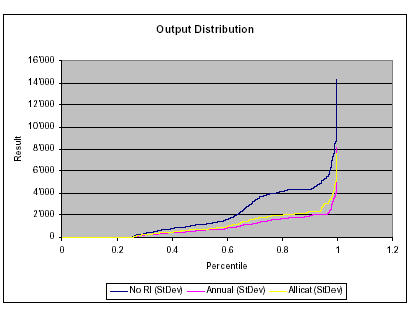 Output Distribution
16'000
14'000
12'000
10'000
8'000
6'000
4'000
2'000
0
Result
0 0.2 0.4 0.6 0.8 1 1.2
Percentile
No RI (StDev) Annual (StDev) Allicat (StDev)